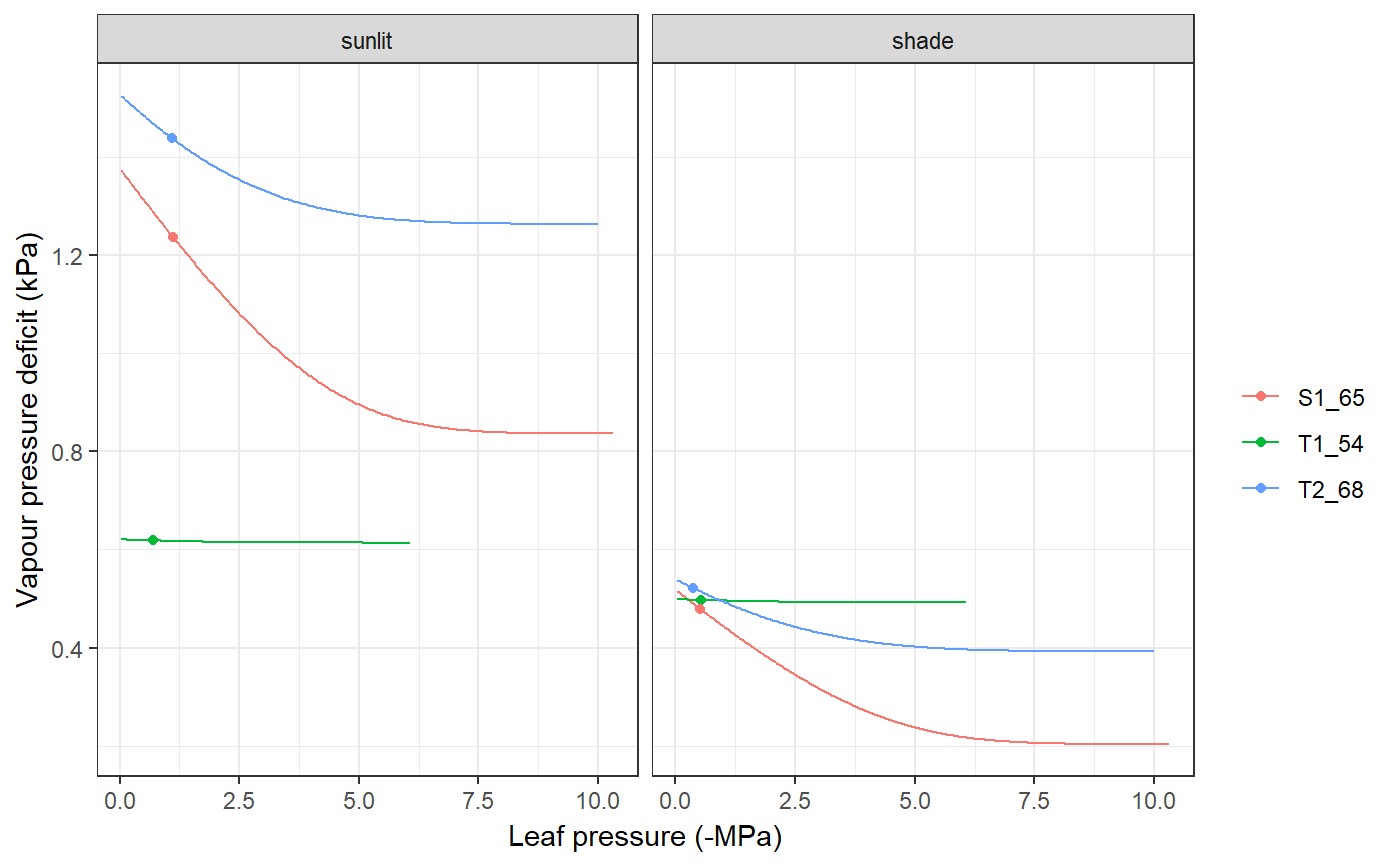 sunlit
shade
Vapour pressure deficit (kPa)
1.2
0.8
0.4
0.0 2.5 5.0 7.5 10.0
0.0 2.5 5.0 7.5 10.0
Leaf pressure (-MPa)
S1_65
T1_54
T2_68